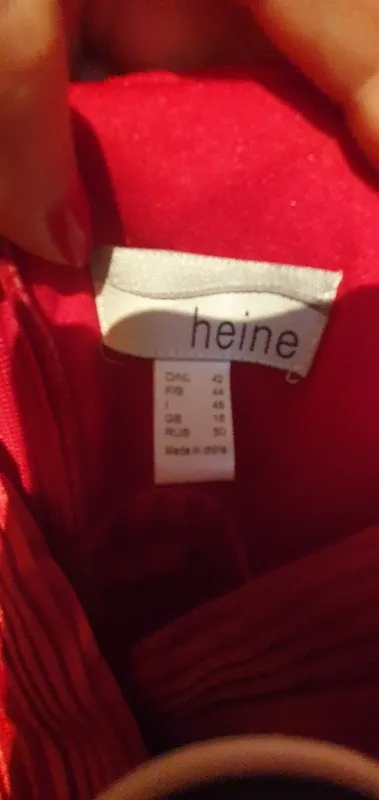 heine
D/NL 42
F/B 44
I 48
GB 16
RUS 50
Made in china